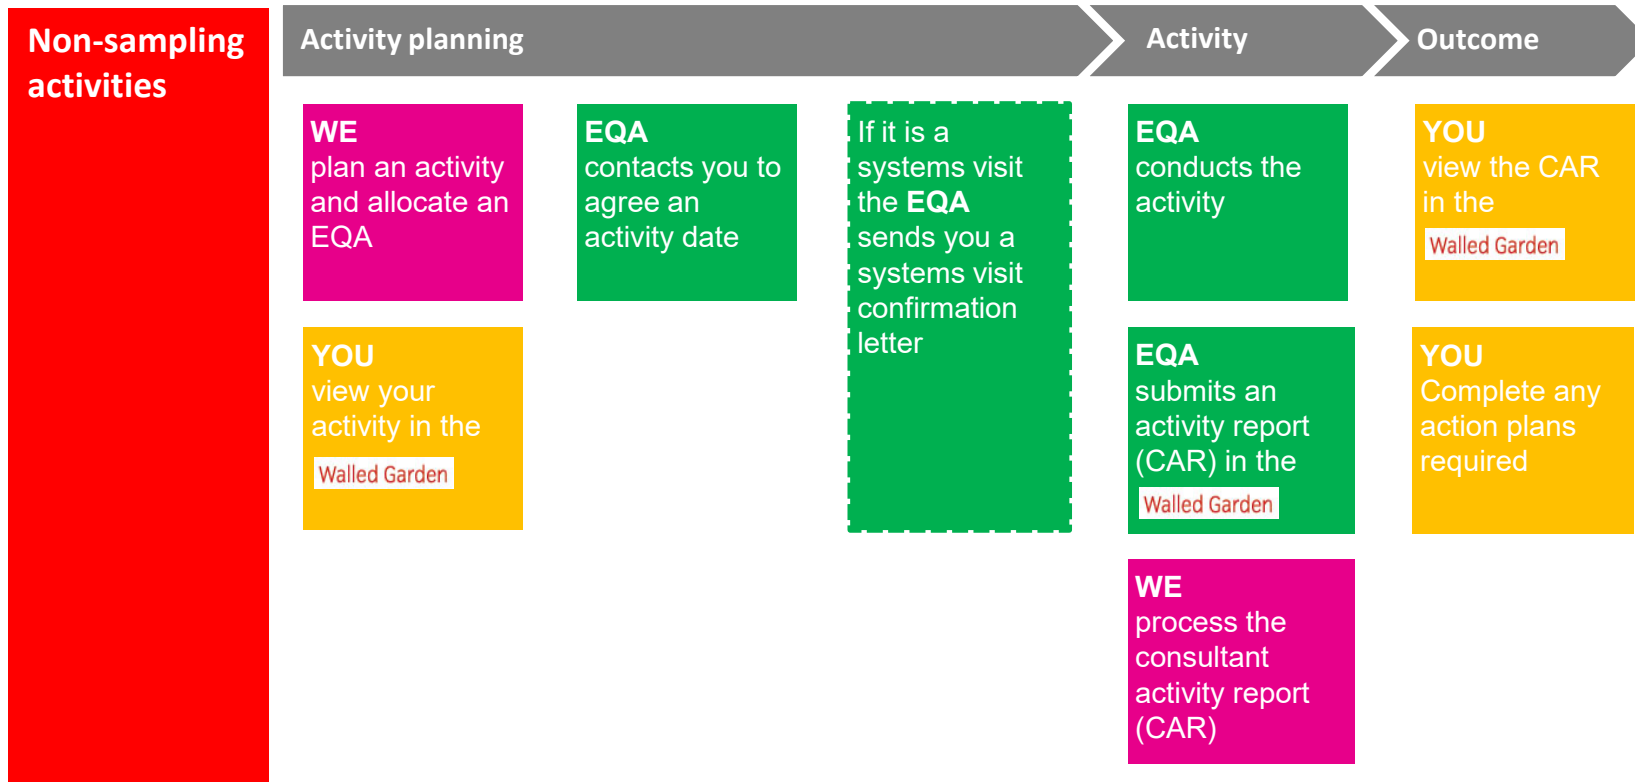 Non-sampling
activities
Activity planning
Activity
Outcome
WE
plan an activity
and allocate an
EQA
YOU
view your
activity in the
Walled Garden
EQA
contacts you to
agree an
activity date
If it is a
systems visit
the EQA
sends you a
systems visit
confirmation
letter
EQA
conducts the
activity
EQA
submits an
activity report
(CAR) in the
Walled Garden
WE
process the
consultant
activity report
(CAR)
YOU
view the CAR
in the
Walled Garden
YOU
Complete any
action plans
required